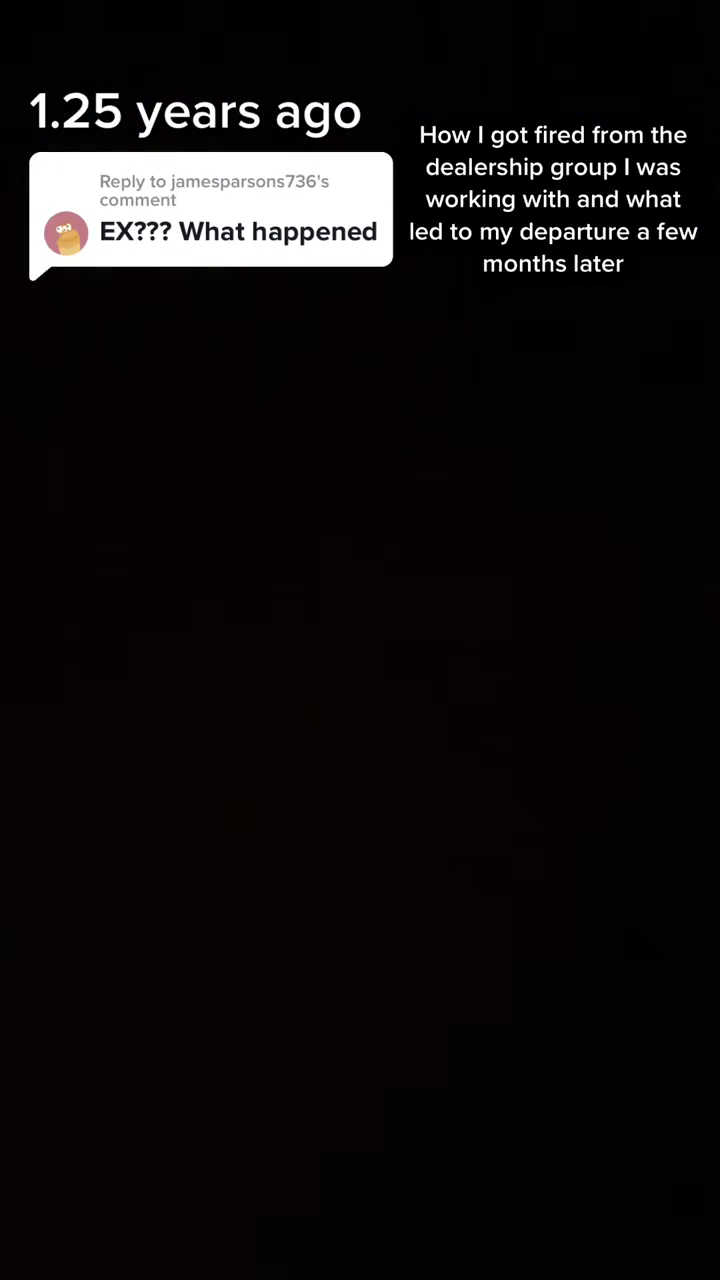 1.25 years ago
Reply to jamesparsons736's
comment
EX??? What happened
How I got fired from the
dealership group I was
working with and what
led to my departure a few
months later